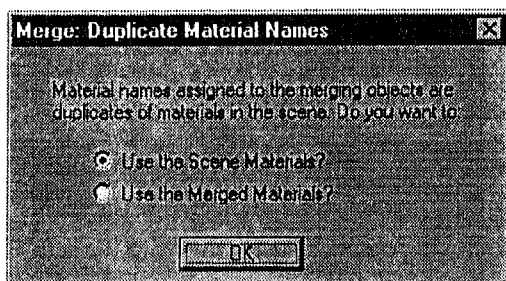 Merge: Duplicate Material Names
Material names assigned to the merging objects are
duplicates of materials in the scene. Do you want to:
Use the Scene Materials?
Use the Merged Materials?
OK